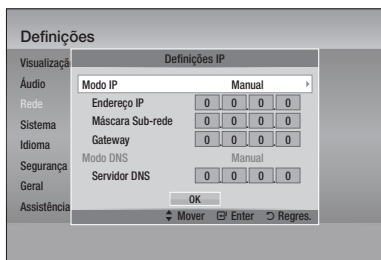 Definições
Visualizaçã
Áudio
Rede
Sistema
Idioma
Segurança
Geral
Assistência
Definições IP
Modo IP Manual
Endereço IP 0 . 0 . 0 . 0
Máscara Sub-rede 0 . 0 . 0 . 0
Gateway 0 . 0 . 0 . 0
Modo DNS Manual
Servidor DNS 0 . 0 . 0 . 0
OK
Mover Enter Regres.